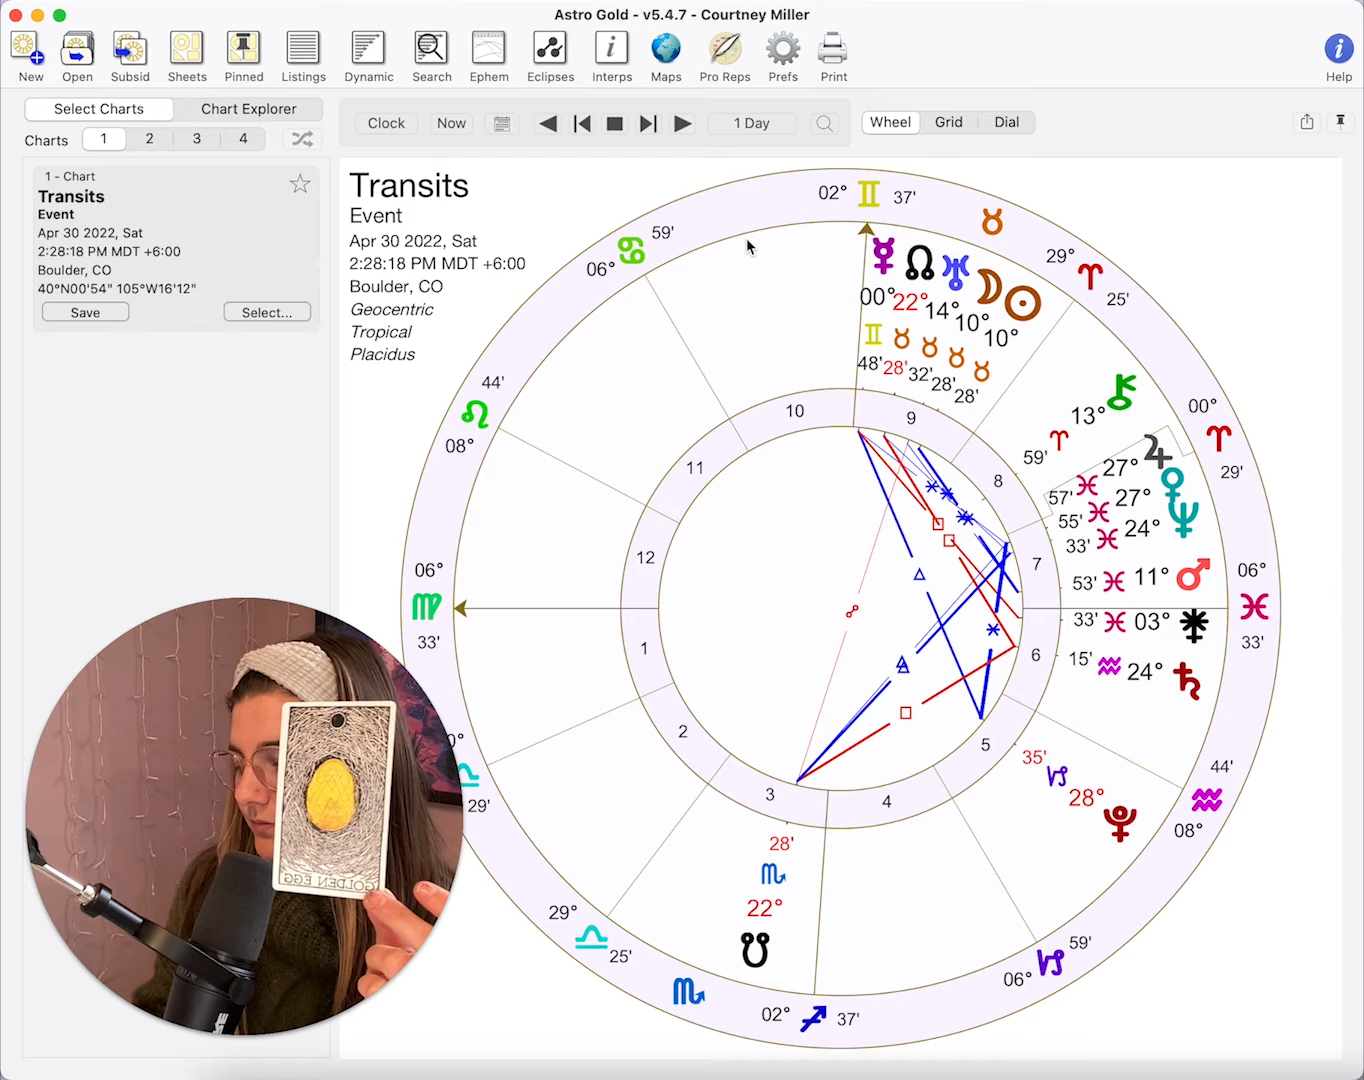 Astro Gold - v5.4.7 - Courtney Miller
New Open Subsid Sheets Pinned Listings Dynamic Search Ephem Eclipses Interps Maps Pro Reps Prefs Print Help
Select Charts Chart Explorer
Charts 1 2 3 4
Clock Now 1 Day Wheel Grid Dial
1 - Chart
Transits
Event
Apr 30 2022, Sat
2:28:18 PM MDT +6:00
Boulder, CO
40°N00'54" 105°W16'12"
Save Select...
Transits
Event
Apr 30 2022, Sat
2:28:18 PM MDT +6:00
Boulder, CO
Geocentric
Tropical
Placidus
02° ♊ 37'
♉
29° ♈ 25'
00° ♈ 29'
06° ♓ 33'
44' ♒ 08°
06° ♑ 59'
02° ♐ 37'
♏
29° ♎ 25'
0° ♎ 29'
06° ♍ 33'
44' ♌ 08°
06° ♋ 59'
☿ 00° ♊ 48'
☊ 22° ♉ 28'
♅ 14° ♉ 32'
☽ 10° ♉ 28'
☉ 10° ♉ 28'
⚷ 13° ♈ 59'
♃ 27° ♓ 57'
♀ 27° ♓ 55'
♆ 24° ♓ 33'
♂ 11° ♓ 53'
⚵ 03° ♓ 33'
♄ 24° ♒ 15'
♇ 28° ♑ 35'
☋ 22° ♏ 28'
1
2
3
4
5
6
7
8
9
10
11
12
GOLDEN EGG